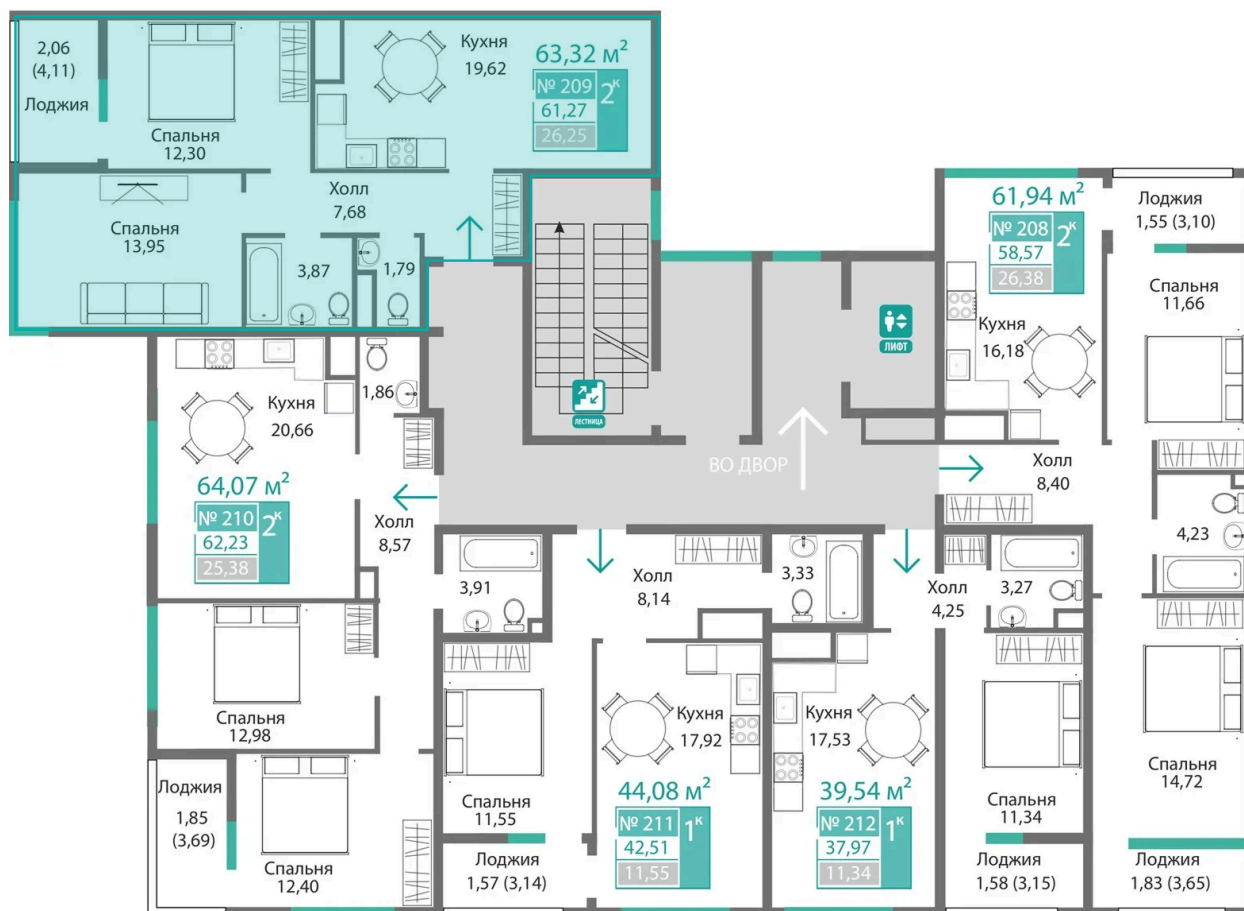 2,06
(4,11)
Лоджия
Спальня
12,30
Кухня
19,62
63,32 м²
№ 209
61,27
26,25
2к
Холл
7,68
Спальня
13,95
3,87
1,79
61,94 м²
№ 208
58,57
26,38
2к
Лоджия
1,55 (3,10)
Спальня
11,66
Кухня
16,18
ЛИФТ
ЛЕСТНИЦА
ВО ДВОР
Холл
8,40
4,23
1,86
Кухня
20,66
64,07 м²
№ 210
62,23
25,38
2к
Холл
8,57
3,91
Холл
8,14
3,33
Холл
4,25
3,27
Спальня
12,98
Лоджия
1,85
(3,69)
Спальня
12,40
Спальня
11,55
Кухня
17,92
44,08 м²
№ 211
42,51
11,55
1к
Лоджия
1,57 (3,14)
Кухня
17,53
39,54 м²
№ 212
37,97
11,34
1к
Спальня
11,34
Лоджия
1,58 (3,15)
Спальня
14,72
Лоджия
1,83 (3,65)